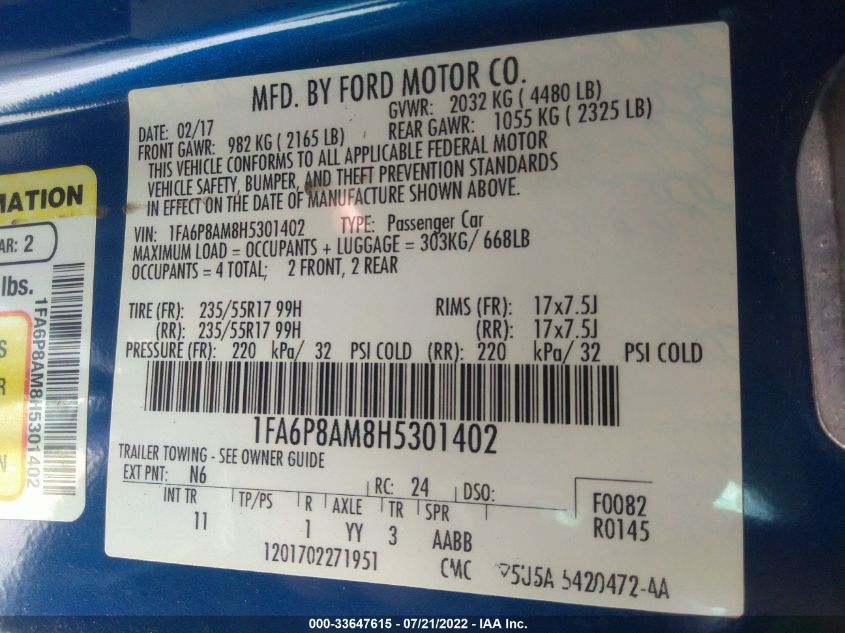 MFD. BY FORD MOTOR CO.
DATE: 02/17 GVWR: 2032 KG ( 4480 LB)
FRONT GAWR: 982 KG ( 2165 LB) REAR GAWR: 1055 KG ( 2325 LB)
THIS VEHICLE CONFORMS TO ALL APPLICABLE FEDERAL MOTOR
VEHICLE SAFETY, BUMPER, AND THEFT PREVENTION STANDARDS
IN EFFECT ON THE DATE OF MANUFACTURE SHOWN ABOVE.
VIN: 1FA6P8AM8H5301402 TYPE: Passenger Car
MAXIMUM LOAD = OCCUPANTS + LUGGAGE = 303KG/ 668LB
OCCUPANTS = 4 TOTAL; 2 FRONT, 2 REAR
TIRE (FR): 235/55R17 99H RIMS (FR): 17x7.5J
(RR): 235/55R17 99H (RR): 17x7.5J
PRESSURE (FR): 220 kPa/ 32 PSI COLD (RR): 220 kPa/ 32 PSI COLD
1FA6P8AM8H5301402
TRAILER TOWING - SEE OWNER GUIDE
EXT PNT: N6 RC: 24 DSO:
INT TR TP/PS R AXLE TR SPR
11 1 YY 3 AABB
F0082
R0145
1201702271951
CMC 5420472-AA
MATION
AR: 2
lbs.
1FA6P8AM8H5301402
S
R
N
000-33647615 - 07/21/2022 - IAA Inc.